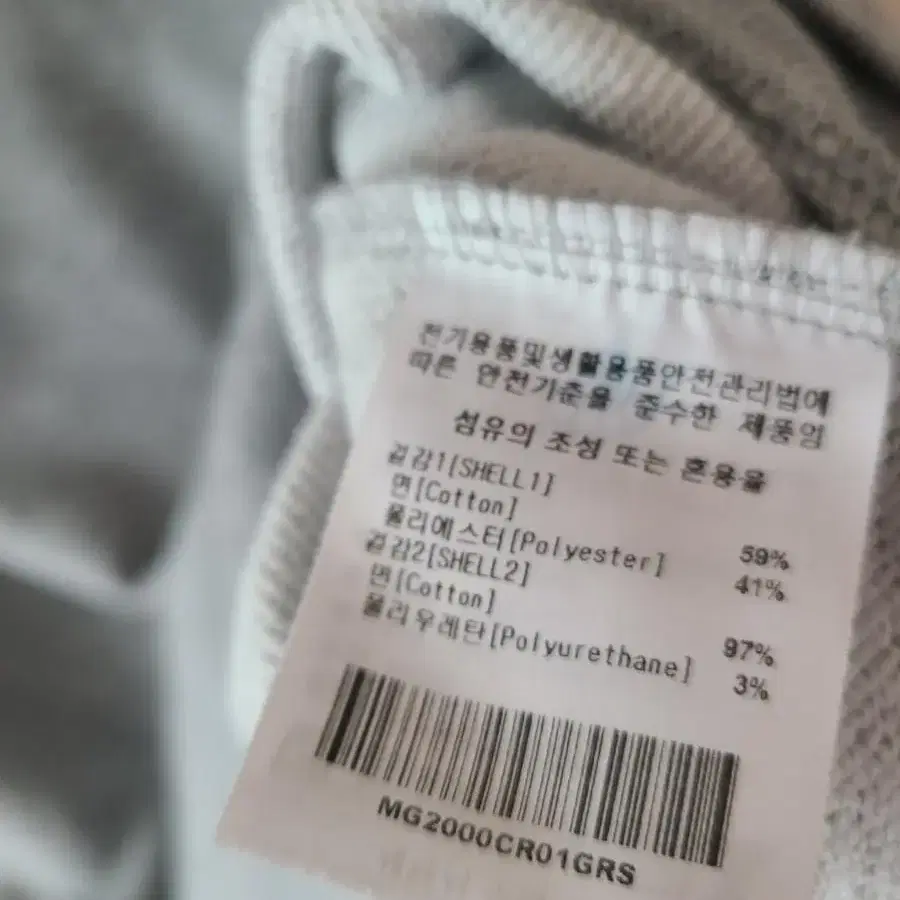 전기용품및생활용품안전관리법에
따른 안전기준을 준수한 제품임
섬유의 조성 또는 혼용율
겉감1[SHELL1]
면[Cotton] 59%
폴리에스터[Polyester] 41%
겉감2[SHELL2]
면[Cotton] 97%
폴리우레탄[Polyurethane] 3%
MG2000CR01GRS